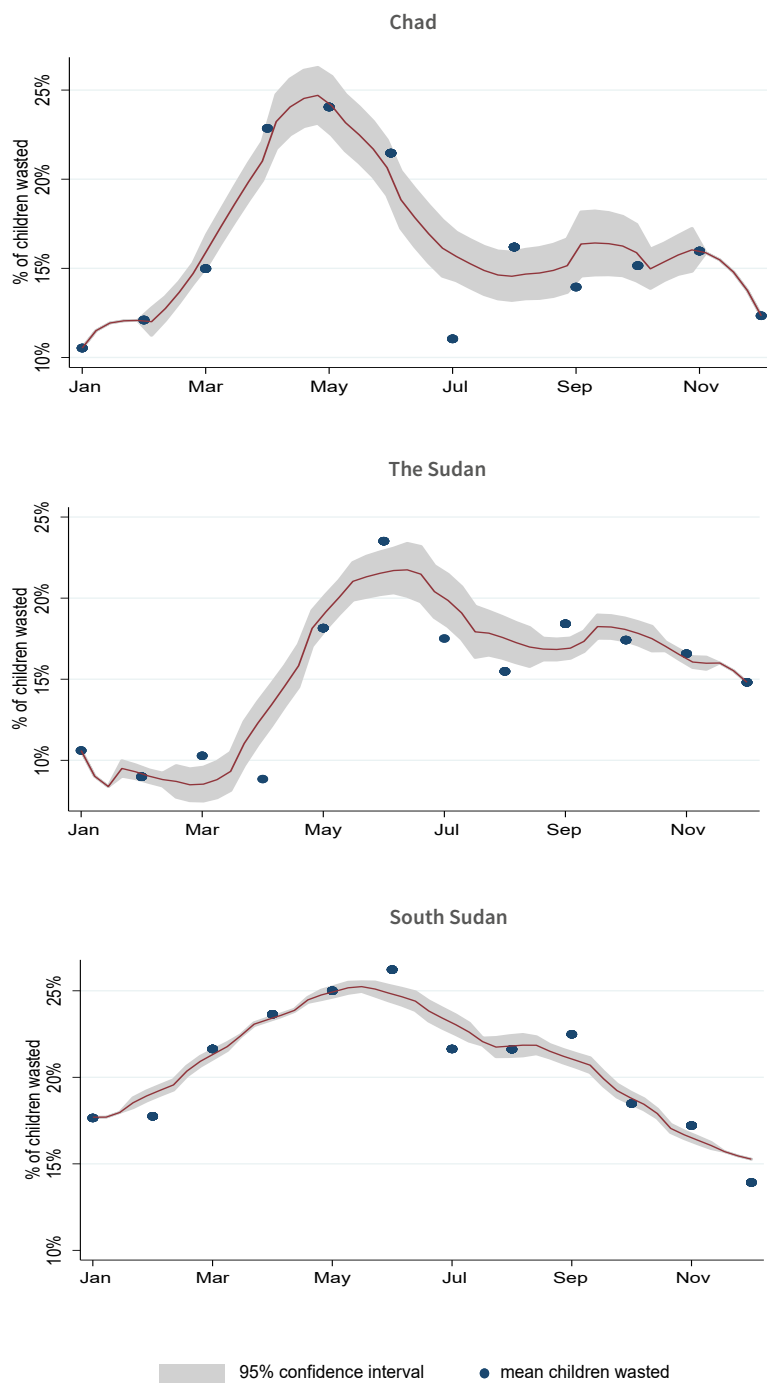 Chad
% of children wasted
25%
20%
15%
10%
Jan Mar May Jul Sep Nov
The Sudan
% of children wasted
25%
20%
15%
10%
Jan Mar May Jul Sep Nov
South Sudan
% of children wasted
25%
20%
15%
10%
Jan Mar May Jul Sep Nov
95% confidence interval mean children wasted